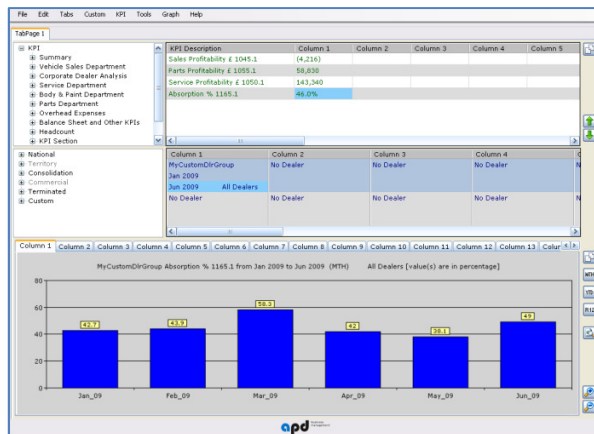 File Edit Tabs Custom KPI Tools Graph Help
TabPage 1
KPI
Summary
Vehicle Sales Department
Corporate Dealer Analysis
Service Department
Body & Paint Department
Parts Department
Overhead Expenses
Balance Sheet and Other KPIs
Headcount
KPI Section
KPI Description Column 1 Column 2 Column 3 Column 4 Column 5
Sales Profitability £ 1045.1 (4,216)
Parts Profitability £ 1055.1 58,838
Service Profitability £ 1050.1 143,340
Absorption % 1165.1 46.0%
National
Territory
Consolidation
Commercial
Terminated
Custom
Column 1 Column 2 Column 3 Column 4
MyCustomDlrGroup No Dealer No Dealer No Dealer
Jan 2009
Jun 2009 All Dealers
No Dealer No Dealer No Dealer No Dealer
Column 1 Column 2 Column 3 Column 4 Column 5 Column 6 Column 7 Column 8 Column 9 Column 10 Column 11 Column 12 Column 13 Colum
MyCustomDlrGroup Absorption % 1165.1 from Jan 2009 to Jun 2009 (MTH) All Dealers [value(s) are in percentage]
80
60
40
20
0
42.7 43.9 58.3 42 38.1 49
Jan_09 Feb_09 Mar_09 Apr_09 May_09 Jun_09
MTH
YTD
R12
apd